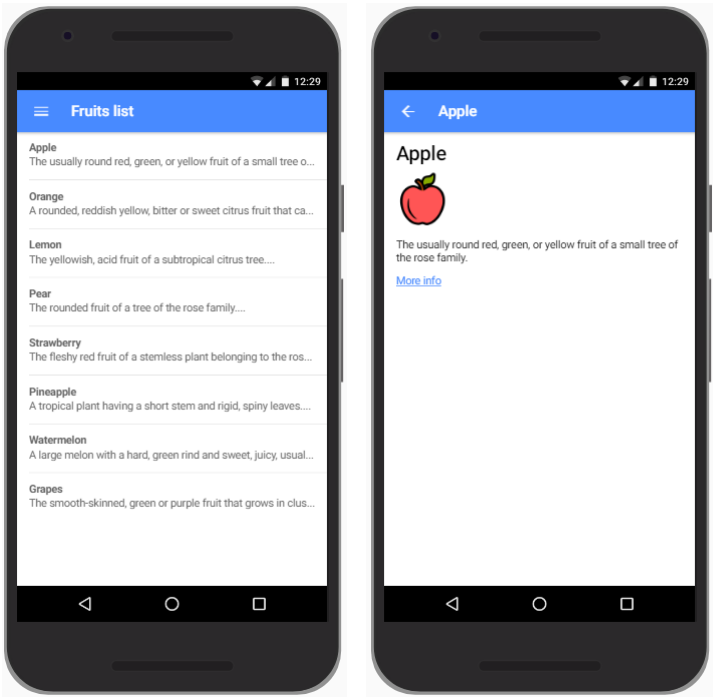 12:29
Fruits list
Apple
The usually round red, green, or yellow fruit of a small tree o...
Orange
A rounded, reddish yellow, bitter or sweet citrus fruit that ca...
Lemon
The yellowish, acid fruit of a subtropical citrus tree....
Pear
The rounded fruit of a tree of the rose family....
Strawberry
The fleshy red fruit of a stemless plant belonging to the ros...
Pineapple
A tropical plant having a short stem and rigid, spiny leaves....
Watermelon
A large melon with a hard, green rind and sweet, juicy, usual...
Grapes
The smooth-skinned, green or purple fruit that grows in clus...
12:29
Apple
Apple
The usually round red, green, or yellow fruit of a small tree of
the rose family.
More info